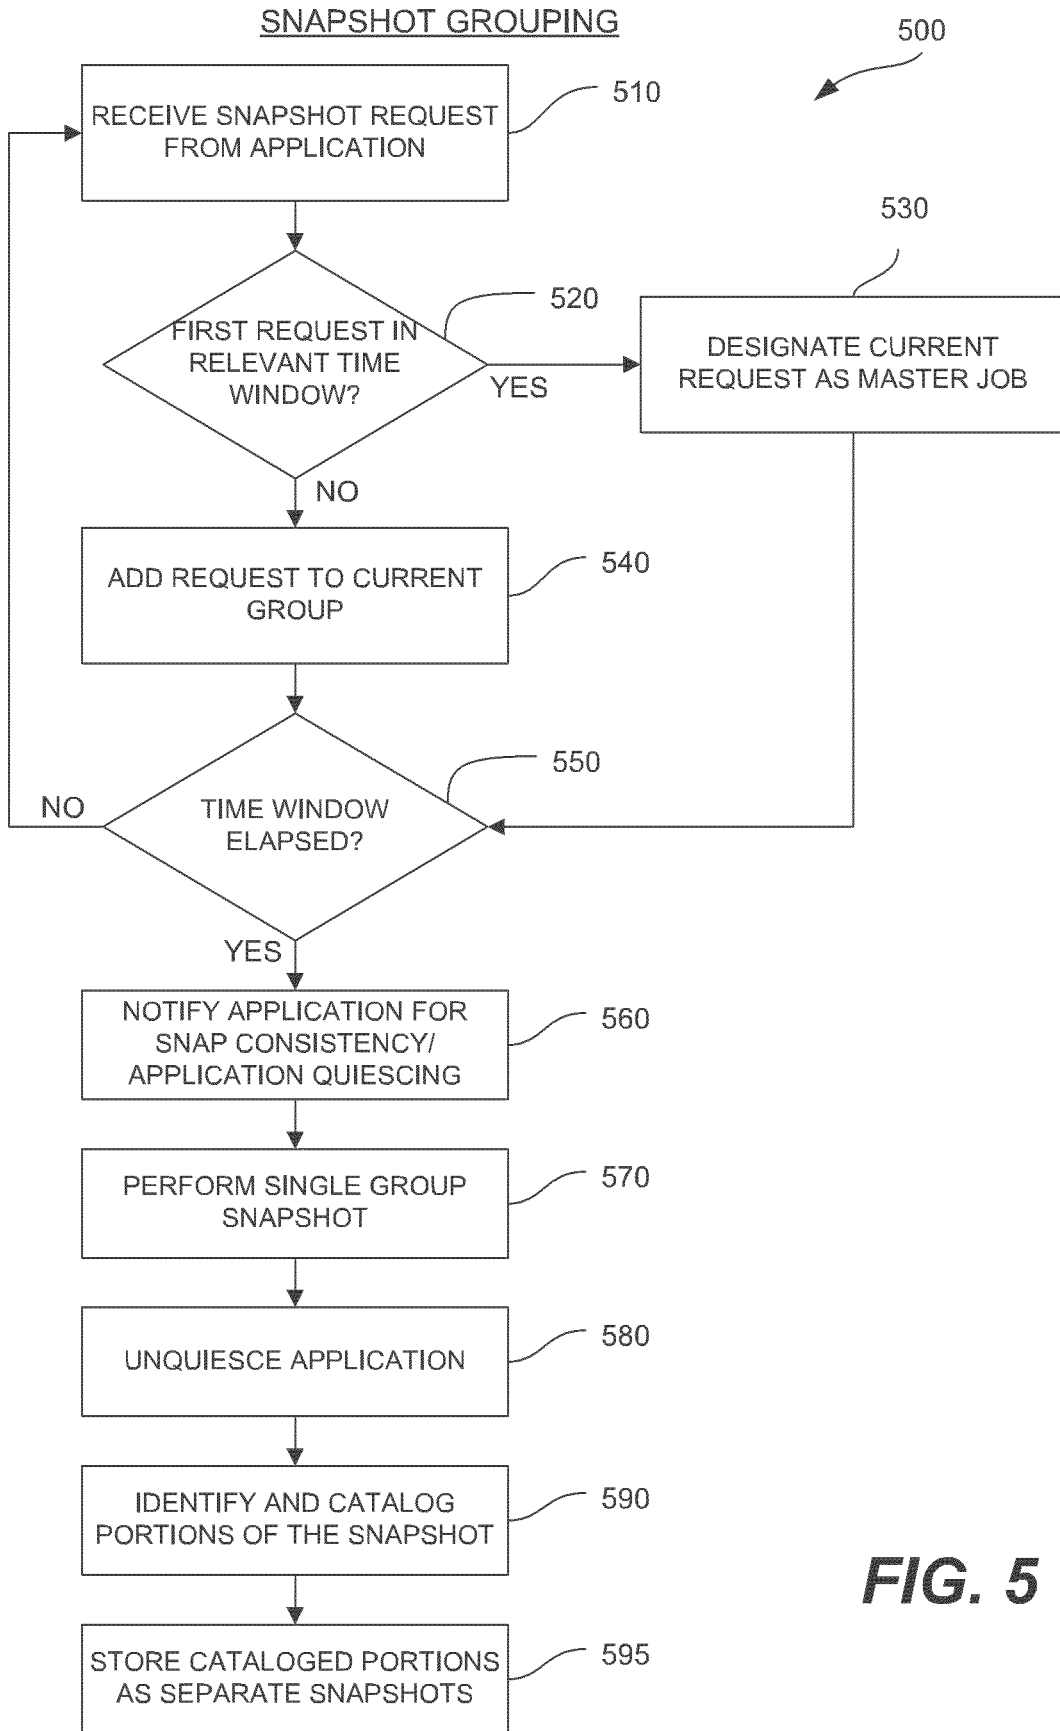 SNAPSHOT GROUPING
500
RECEIVE SNAPSHOT REQUEST
FROM APPLICATION
510
530
520
FIRST REQUEST IN
RELEVANT TIME
WINDOW?
YES
DESIGNATE CURRENT
REQUEST AS MASTER JOB
NO
ADD REQUEST TO CURRENT
GROUP
540
550
NO
TIME WINDOW
ELAPSED?
YES
NOTIFY APPLICATION FOR
SNAP CONSISTENCY/
APPLICATION QUIESCING
560
PERFORM SINGLE GROUP
SNAPSHOT
570
UNQUIESCE APPLICATION
580
IDENTIFY AND CATALOG
PORTIONS OF THE SNAPSHOT
590
FIG. 5
STORE CATALOGED PORTIONS
AS SEPARATE SNAPSHOTS
595